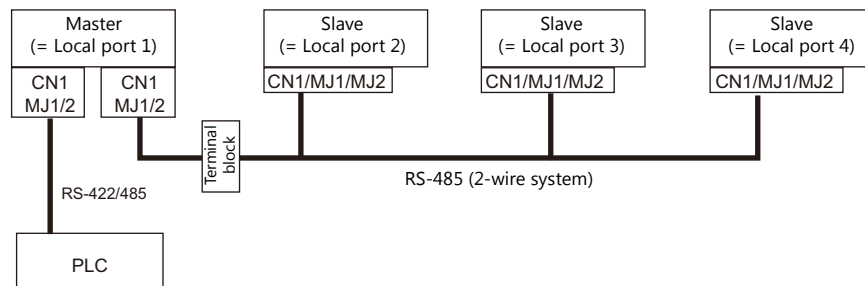 Master
(= Local port 1)
Slave
(= Local port 2)
Slave
(= Local port 3)
Slave
(= Local port 4)
CN1
MJ1/2
CN1
MJ1/2
CN1/MJ1/MJ2
CN1/MJ1/MJ2
CN1/MJ1/MJ2
Terminal
block
RS-485 (2-wire system)
RS-422/485
PLC